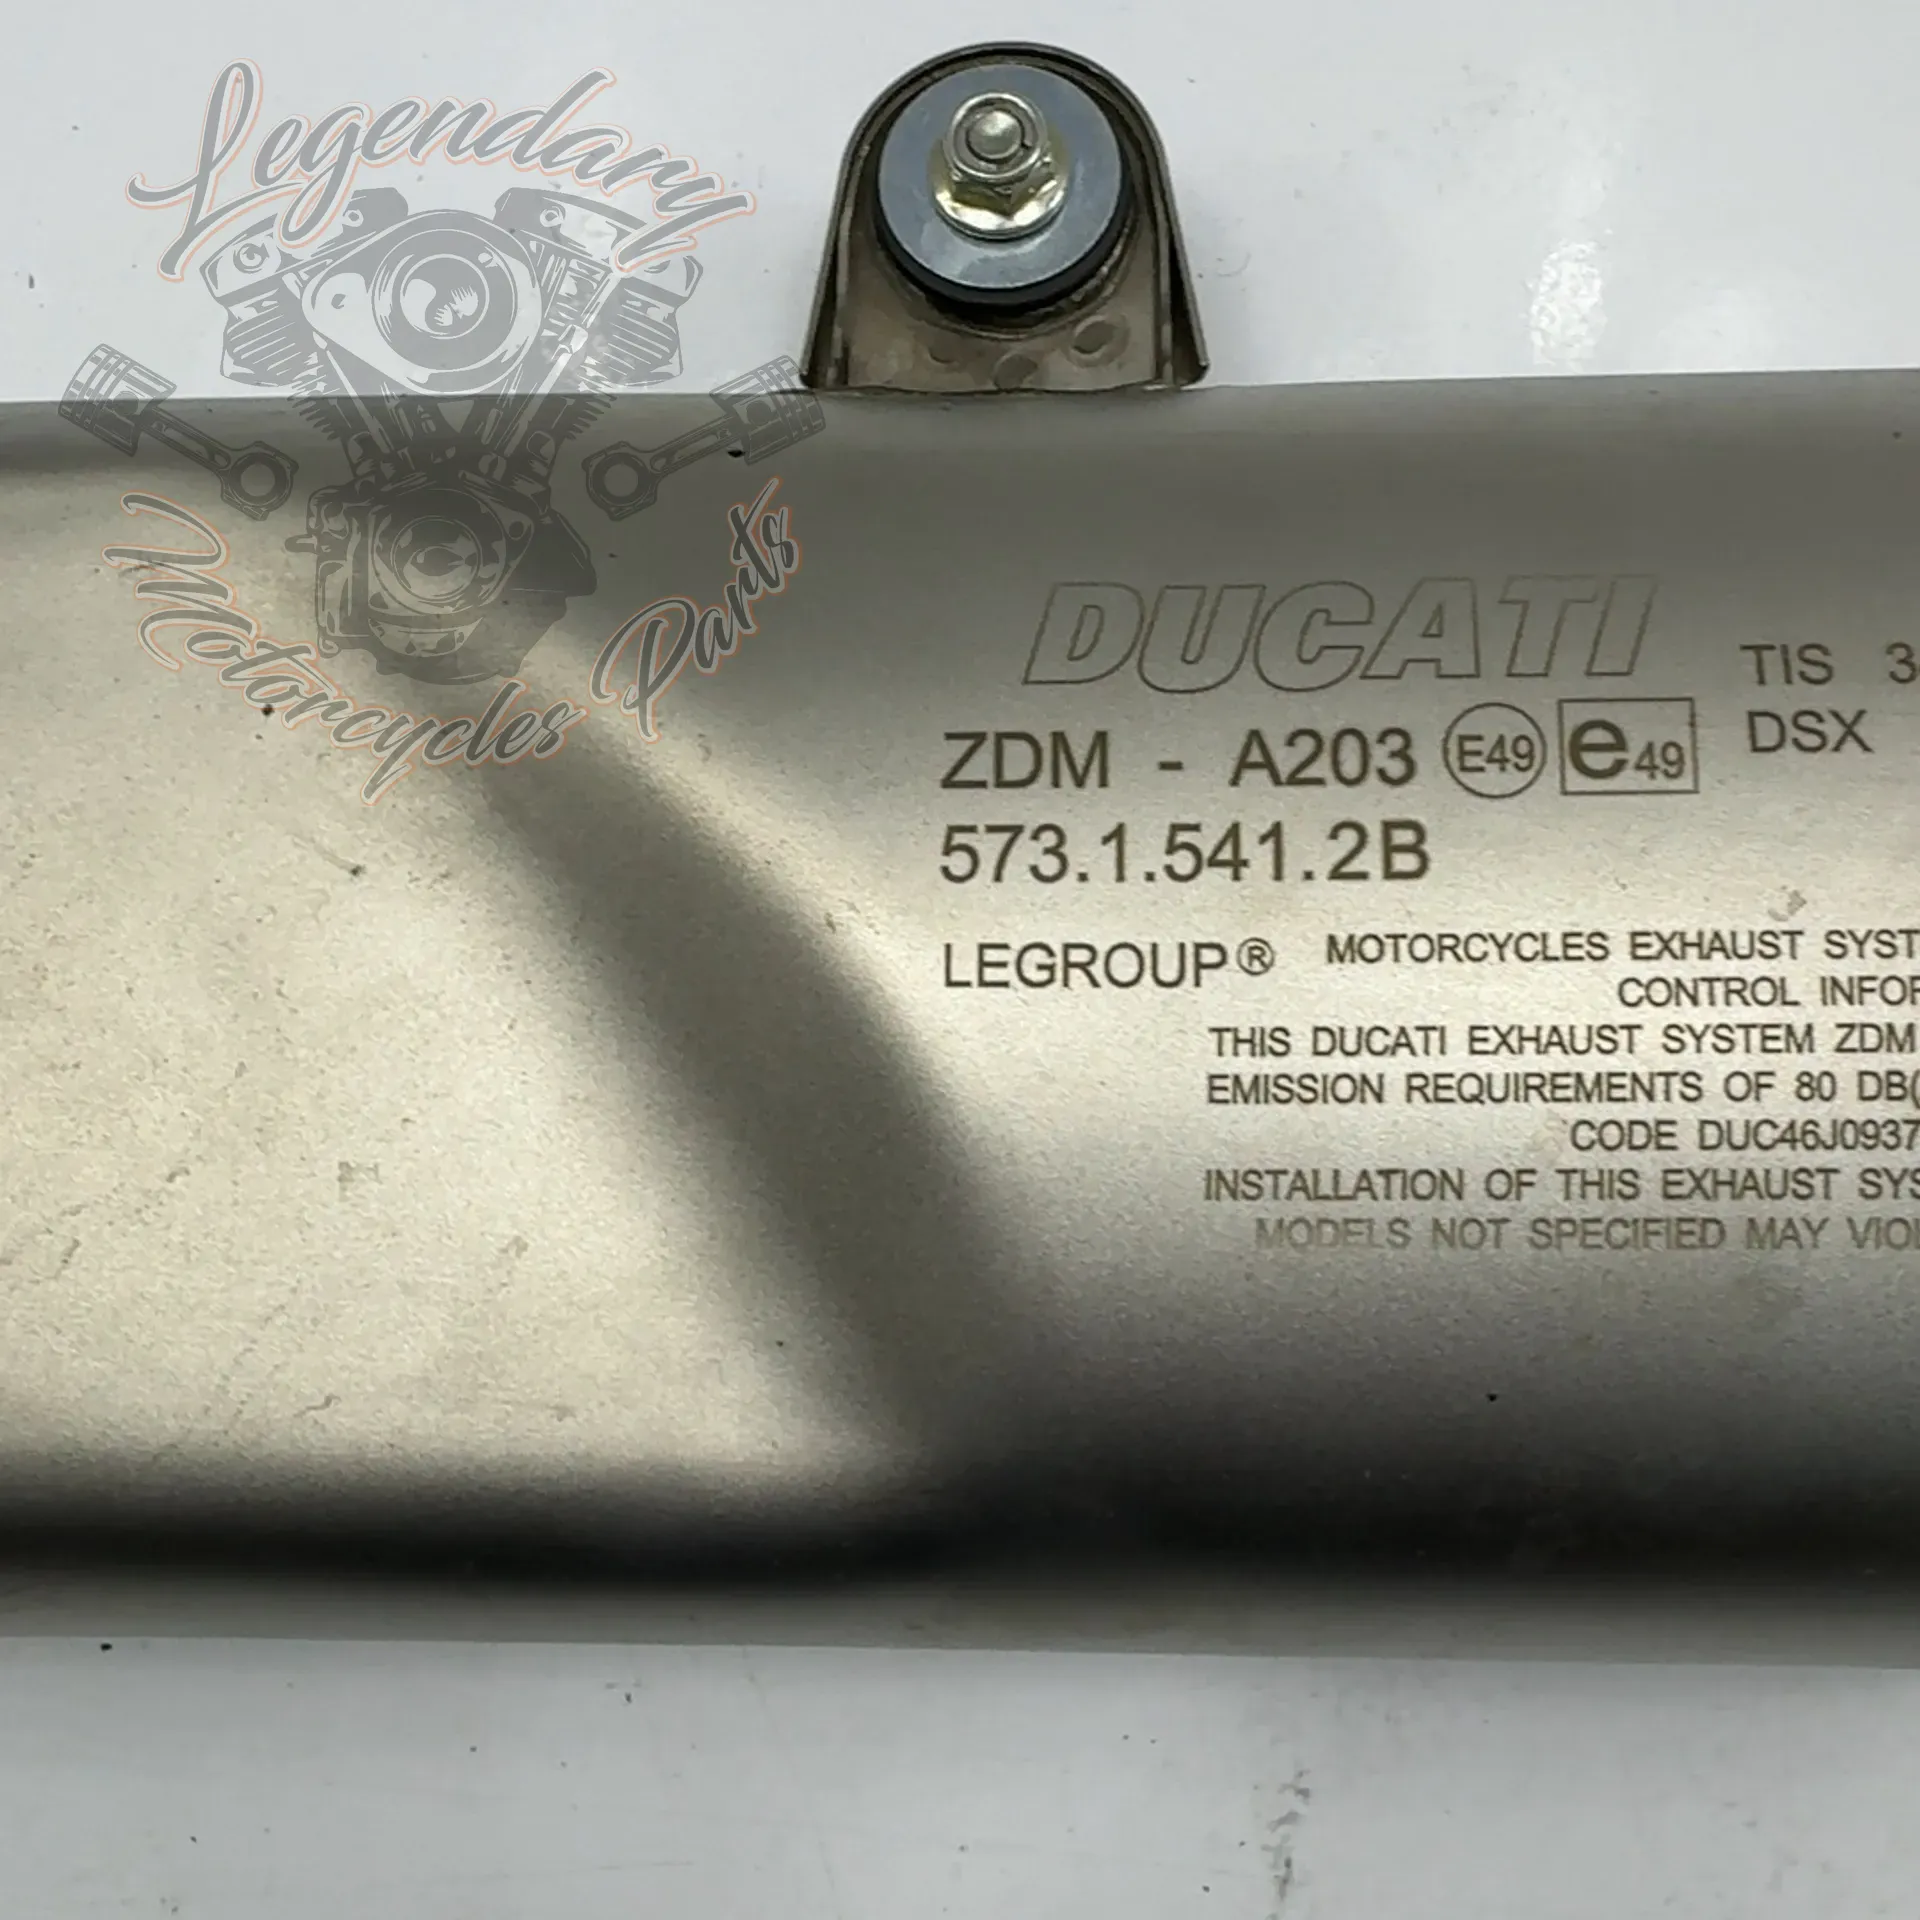 Legendary
Motorcycles Parts
DUCATI
TIS 3
ZDM - A203 E49 e49 DSX
573.1.541.2B
LEGROUP® MOTORCYCLES EXHAUST SYST
CONTROL INFOR
THIS DUCATI EXHAUST SYSTEM ZDM
EMISSION REQUIREMENTS OF 80 DB(
CODE DUC46J0937
INSTALLATION OF THIS EXHAUST SYS
MODELS NOT SPECIFIED MAY VIOL